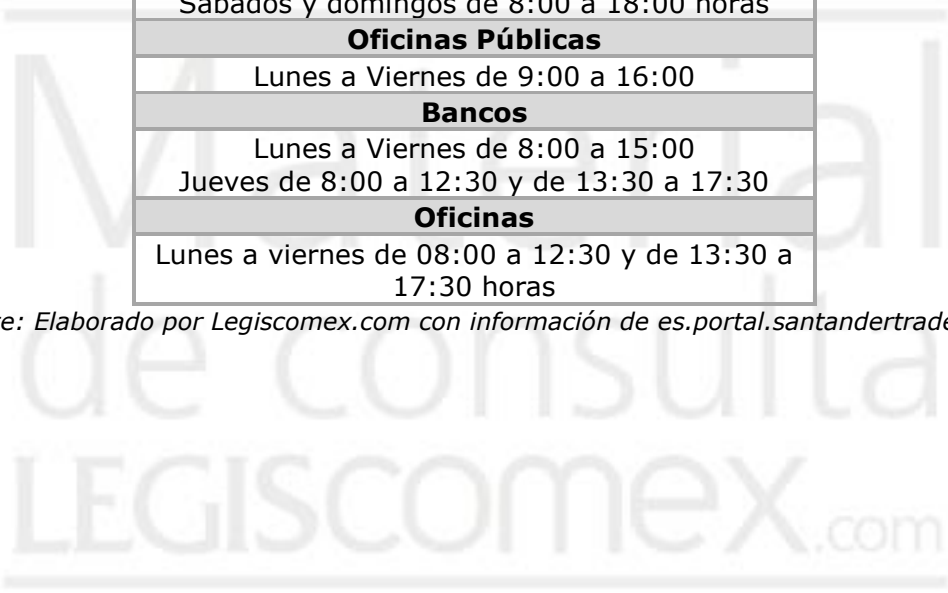 Sábados y domingos de 8:00 a 18:00 horas
Oficinas Públicas
Lunes a Viernes de 9:00 a 16:00
Bancos
Lunes a Viernes de 8:00 a 15:00
Jueves de 8:00 a 12:30 y de 13:30 a 17:30
Oficinas
Lunes a viernes de 08:00 a 12:30 y de 13:30 a
17:30 horas
e: Elaborado por Legiscomex.com con información de es.portal.santandertrade
Material
de consulta
LEGISCOMEX.com